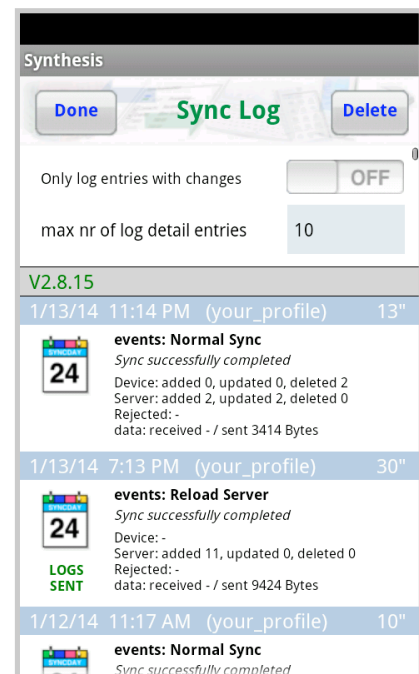 Synthesis
Done Sync Log Delete
Only log entries with changes OFF
max nr of log detail entries 10
V2.8.15
1/13/14 11:14 PM (your_profile) 13"
events: Normal Sync
SYNCDAY
24
Sync successfully completed
Device: added 0, updated 0, deleted 2
Server: added 2, updated 2, deleted 0
Rejected: -
data: received - / sent 3414 Bytes
1/13/14 7:13 PM (your_profile) 30"
events: Reload Server
SYNCDAY
24
Sync successfully completed
Device: -
Server: added 11, updated 0, deleted 0
LOGS SENT
Rejected: -
data: received - / sent 9424 Bytes
1/12/14 11:17 AM (your_profile) 10"
events: Normal Sync
SYNCDAY
Sync successfully completed